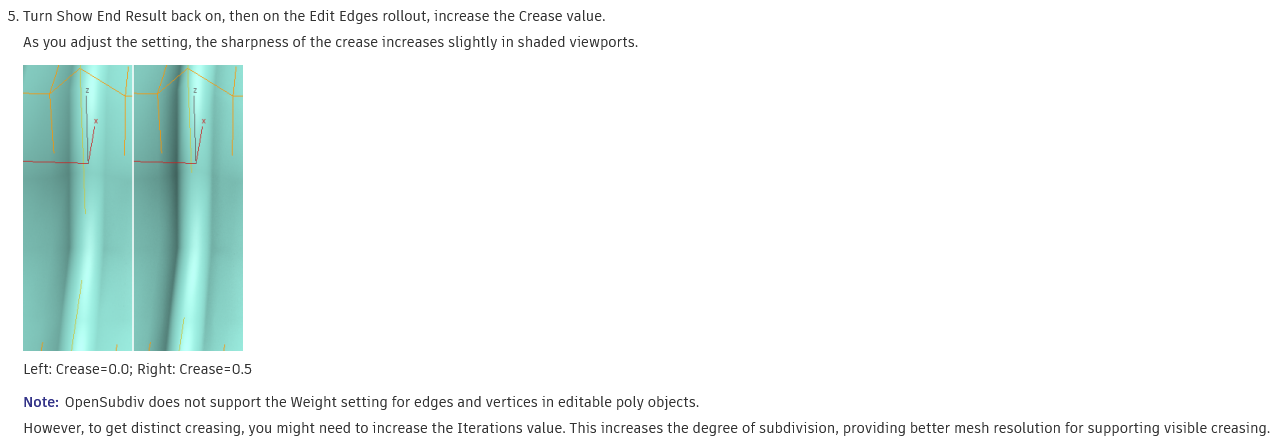 5. Turn Show End Result back on, then on the Edit Edges rollout, increase the Crease value.
As you adjust the setting, the sharpness of the crease increases slightly in shaded viewports.
z z
x x
Left: Crease=0.0; Right: Crease=0.5
Note: OpenSubdiv does not support the Weight setting for edges and vertices in editable poly objects.
However, to get distinct creasing, you might need to increase the Iterations value. This increases the degree of subdivision, providing better mesh resolution for supporting visible creasing.